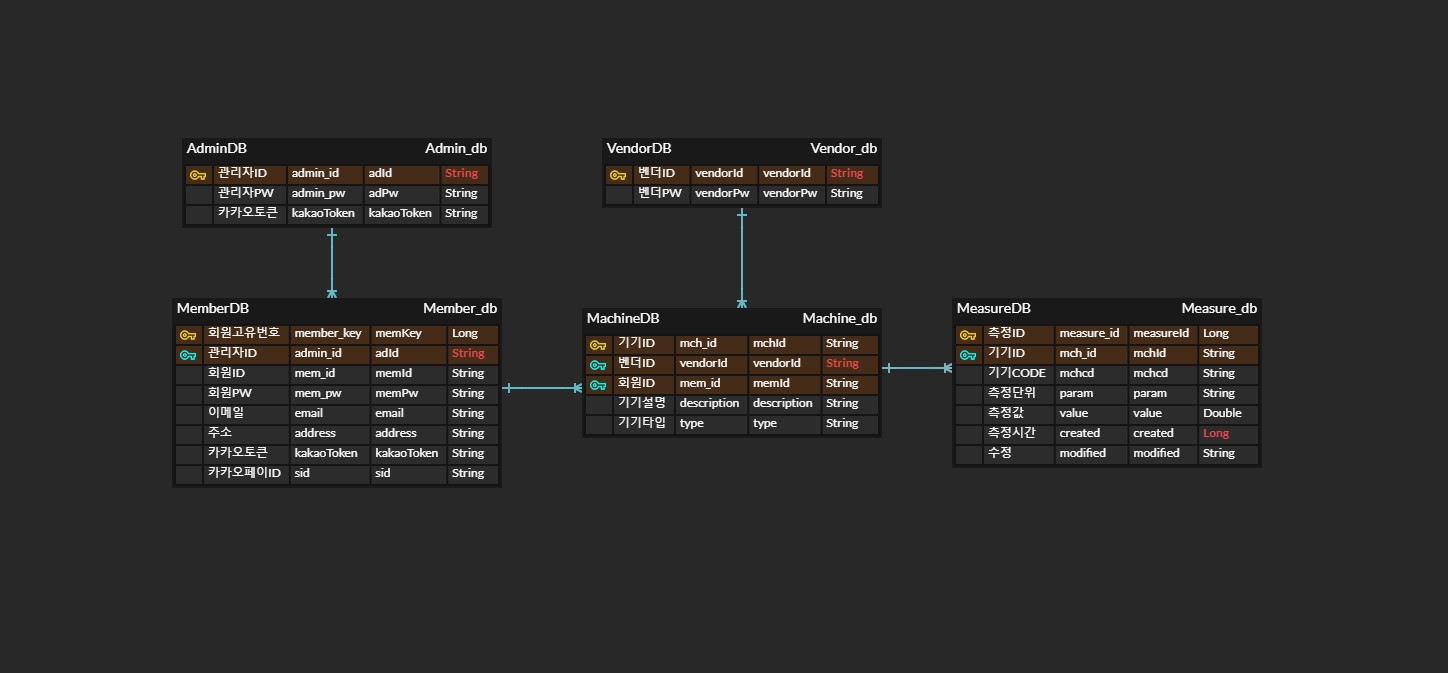 AdminDB Admin_db
관리자ID admin_id adId String
관리자PW admin_pw adPw String
카카오토큰 kakaoToken kakaoToken String
VendorDB Vendor_db
벤더ID vendorId vendorId String
벤더PW vendorPw vendorPw String
MemberDB Member_db
회원고유번호 member_key memKey Long
관리자ID admin_id adId String
회원ID mem_id memId String
회원PW mem_pw memPw String
이메일 email email String
주소 address address String
카카오토큰 kakaoToken kakaoToken String
카카오페이ID sid sid String
MachineDB Machine_db
기기ID mch_id mchId String
벤더ID vendorId vendorId String
회원ID mem_id memId String
기기설명 description description String
기기타입 type type String
MeasureDB Measure_db
측정ID measure_id measureId Long
기기ID mch_id mchId String
기기CODE mchcd mchcd String
측정단위 param param String
측정값 value value Double
측정시간 created created Long
수정 modified modified String